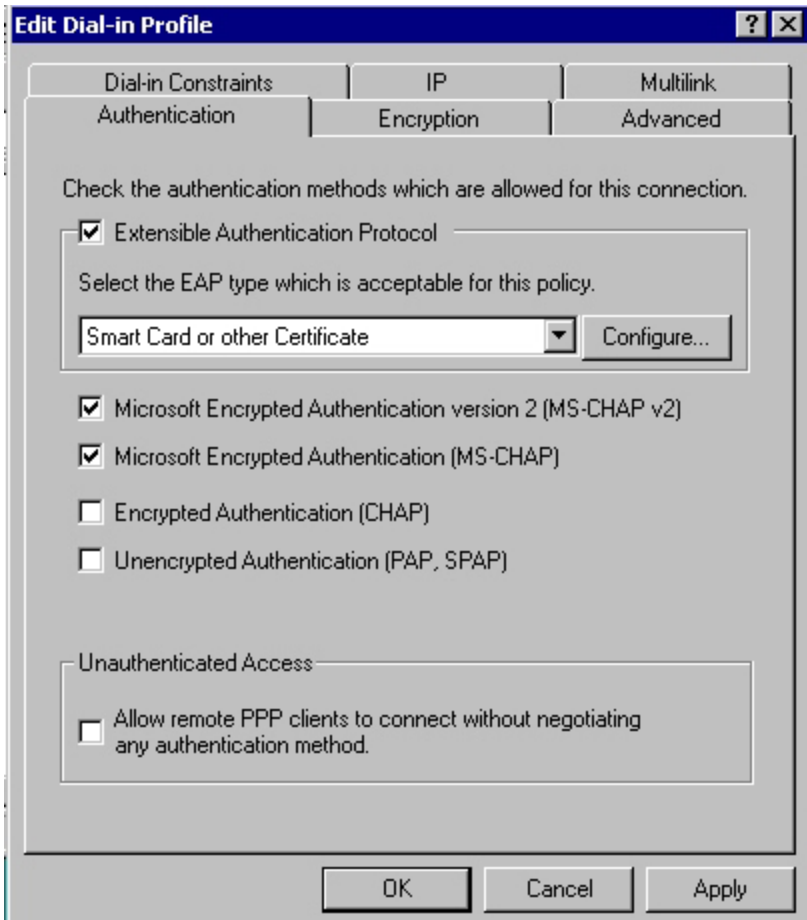 Edit Dial-in Profile
Dial-in Constraints IP Multilink
Authentication Encryption Advanced
Check the authentication methods which are allowed for this connection.
Extensible Authentication Protocol
Select the EAP type which is acceptable for this policy.
Smart Card or other Certificate Configure...
Microsoft Encrypted Authentication version 2 (MS-CHAP v2)
Microsoft Encrypted Authentication (MS-CHAP)
Encrypted Authentication (CHAP)
Unencrypted Authentication (PAP, SPAP)
Unauthenticated Access
Allow remote PPP clients to connect without negotiating
any authentication method.
OK Cancel Apply